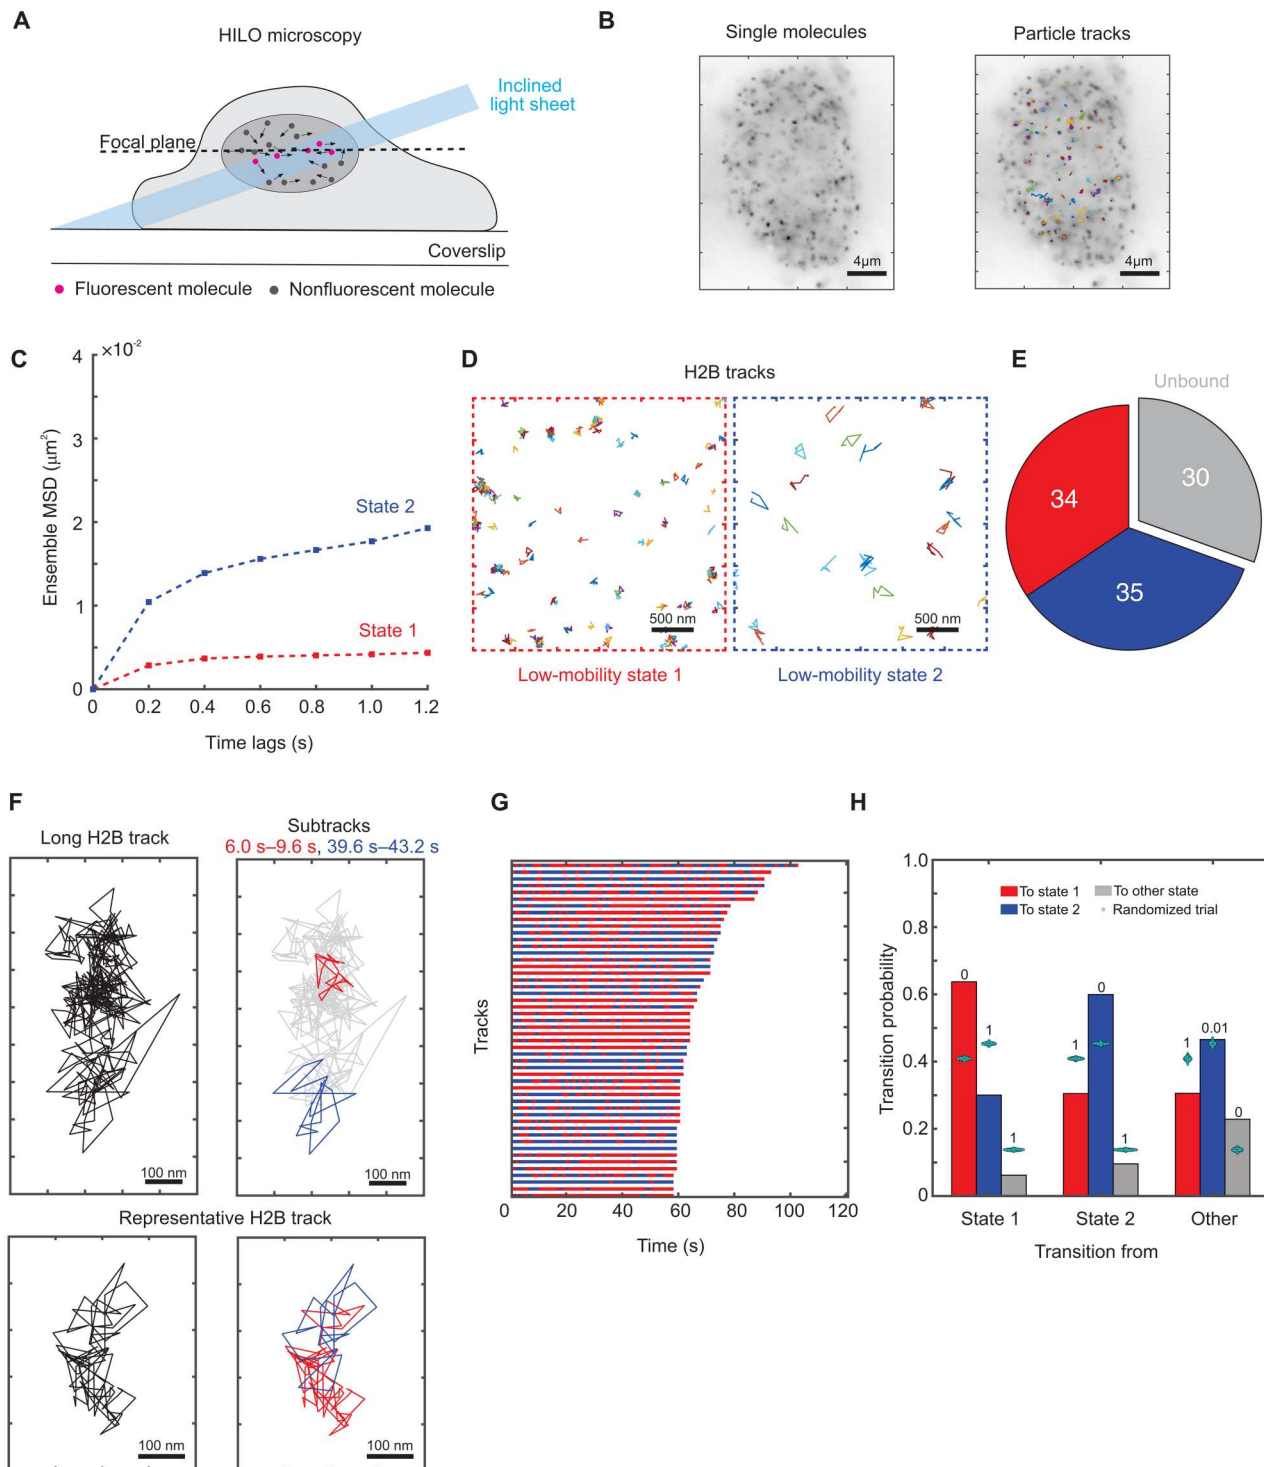 A
HILO microscopy
Inclined
light sheet
Focal plane
Coverslip
Fluorescent molecule
Nonfluorescent molecule
B
Single molecules
Particle tracks
4μm
4μm
C
×10⁻²
4
3
2
1
0
Ensemble MSD (μm²)
State 2
State 1
0 0.2 0.4 0.6 0.8 1.0 1.2
Time lags (s)
D
H2B tracks
500 nm
500 nm
Low-mobility state 1
Low-mobility state 2
E
Unbound
30
34
35
F
Long H2B track
Subtracks
6.0 s–9.6 s, 39.6 s–43.2 s
100 nm
100 nm
Representative H2B track
100 nm
100 nm
G
Tracks
0 20 40 60 80 100 120
Time (s)
H
1.0
0.8
0.6
0.4
0.2
0
Transition probability
To state 1
To other state
To state 2
Randomized trial
0
1
1
1
0
1
1
0.01
0
State 1
State 2
Other
Transition from